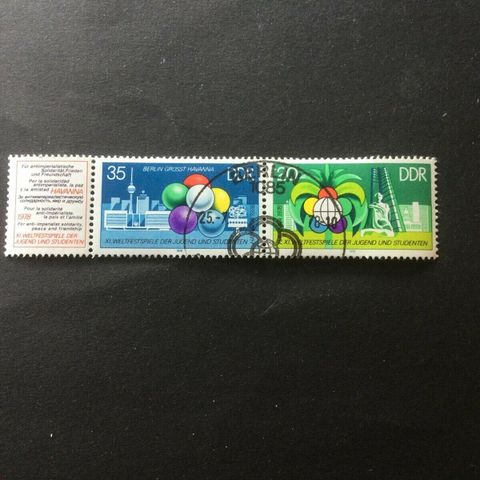 Für antiimperialistische
Solidarität, Frieden
und Freundschaft
Por la solidaridad
antiimperialista, la paz
y la amistad HAVANNA
За антиимпериалистическую
солидарность, мир и дружбу
Pour la solidarité
anti-impérialiste
1978 la paix et l'amitié
For anti-imperialist solidarity,
peace and friendship
XI. WELTFESTSPIELE DER JUGEND UND STUDENTEN
35 BERLIN GRÜSST HAVANNA DDR
XI. WELTFESTSPIELE DER JUGEND UND STUDENTEN
20 DDR
XI. WELTFESTSPIELE DER JUGEND UND STUDENTEN
BERLIN
1085
25.-